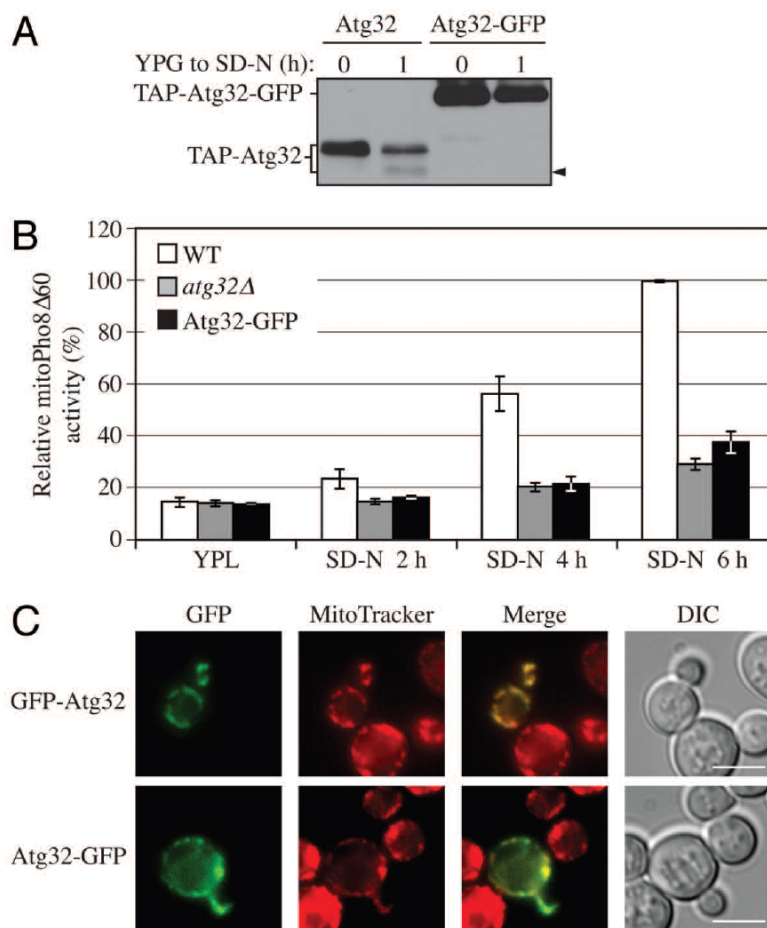 A
Atg32 Atg32-GFP
YPG to SD-N (h): 0 1 0 1
TAP-Atg32-GFP
TAP-Atg32
B
120
100
80
60
40
20
0
Relative mitoPho8Δ60
activity (%)
WT
atg32Δ
Atg32-GFP
YPL SD-N 2 h SD-N 4 h SD-N 6 h
C
GFP MitoTracker Merge DIC
GFP-Atg32
Atg32-GFP